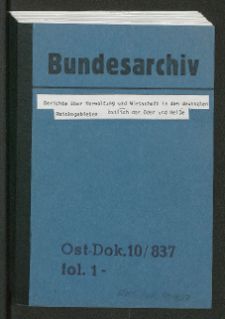 Bundesarchiv
Berichte über Verwaltung und Wirtschaft in den deutschen
Reichsgebieten östlich der Oder und Neiße
Ost-Dok. 10/837
fol. 1-